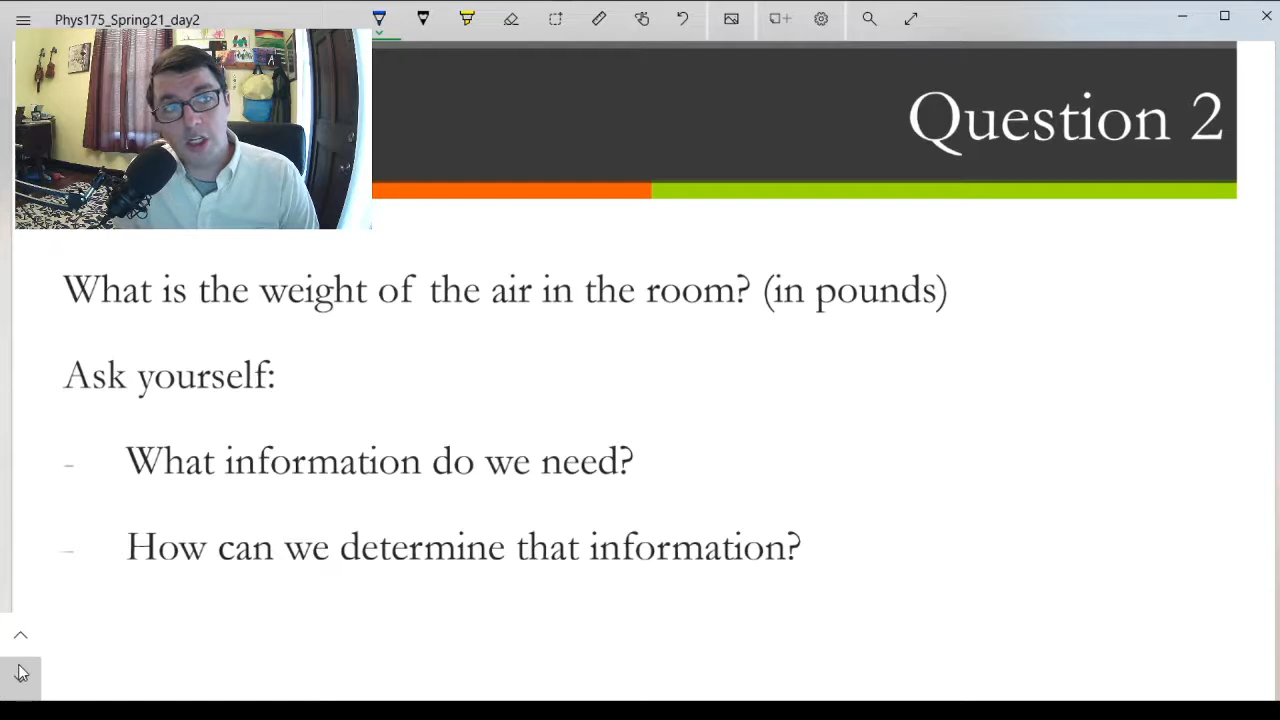 Phys175_Spring21_day2
Question 2
What is the weight of the air in the room? (in pounds)
Ask yourself:
- What information do we need?
- How can we determine that information?